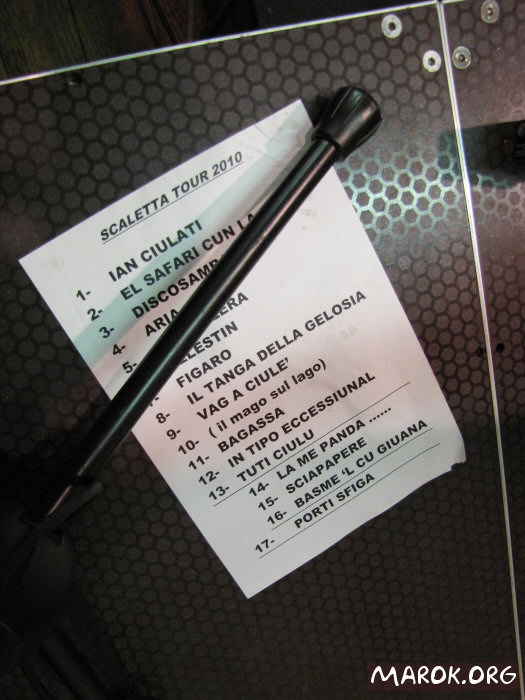 SCALETTA TOUR 2010
1- IAN CIULATI
2- EL SAFARI CUN LA
3- DISCOSAMB
4- ARIA
5-
FIGARO
8- IL TANGA DELLA GELOSIA
9- VAG A CIULE'
10- ( il mago sul lago)
11- BAGASSA
12- IN TIPO ECCESSIUNAL
13- TUTI CIULU
14- LA ME PANDA ......
15- SCIAPAPERE
16- BASME 'L CU GIUANA
17- PORTI SFIGA
MAROK.ORG